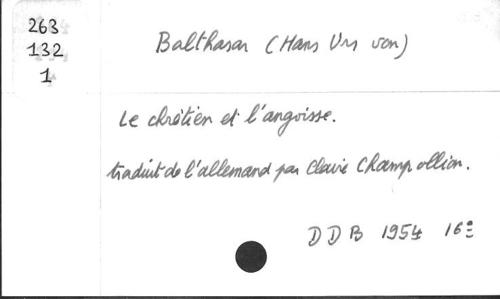 263
132
1
Balthasar (Hans Urs von)
Le chrétien et l'angoisse.
traduit de l'allemand par Claire Champollion.
DDB 1954 16°